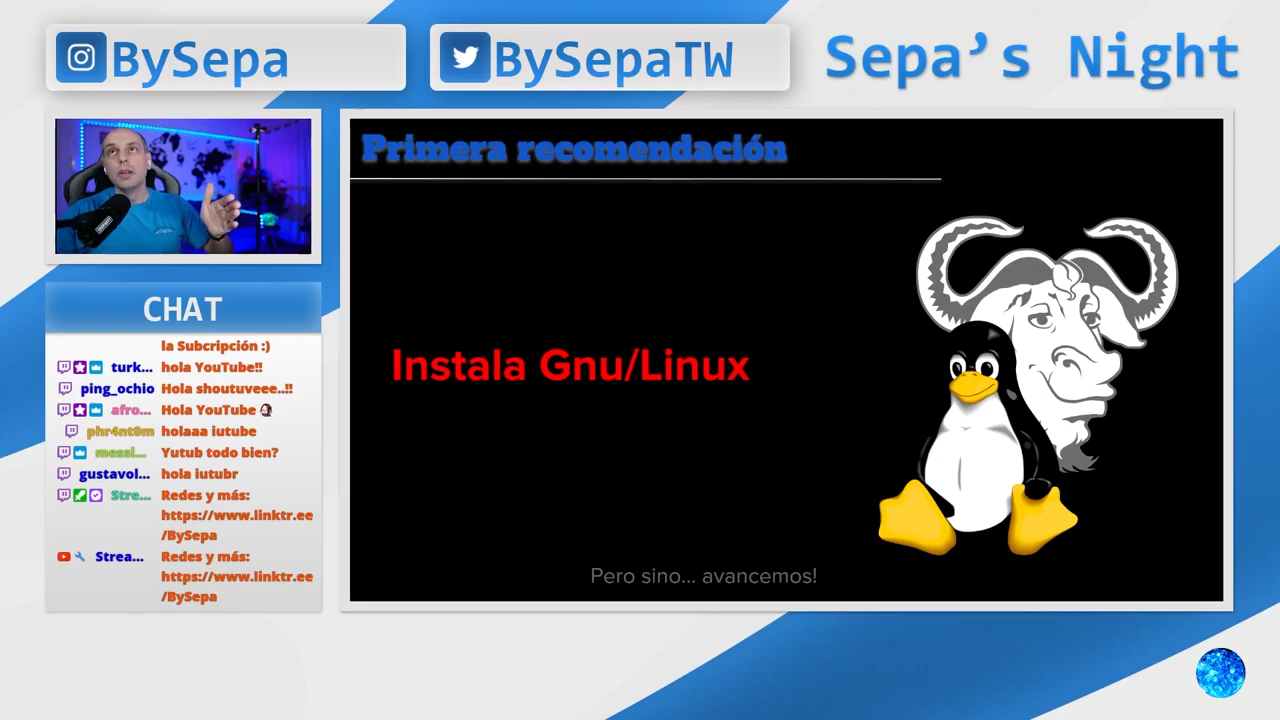 BySepa
BySepaTW
Sepa’s Night
Primera recomendación
Instala Gnu/Linux
Pero sino... avancemos!
CHAT
la Subcripción :)
turk... hola YouTube!!
ping_ochio Hola shoutuveee..!!
afro... Hola YouTube
phr4nt0m holaaa iutube
messi... Yutub todo bien?
gustavol... hola iutubr
Stre... Redes y más:
https://www.linktr.ee
/BySepa
Strea... Redes y más:
https://www.linktr.ee
/BySepa